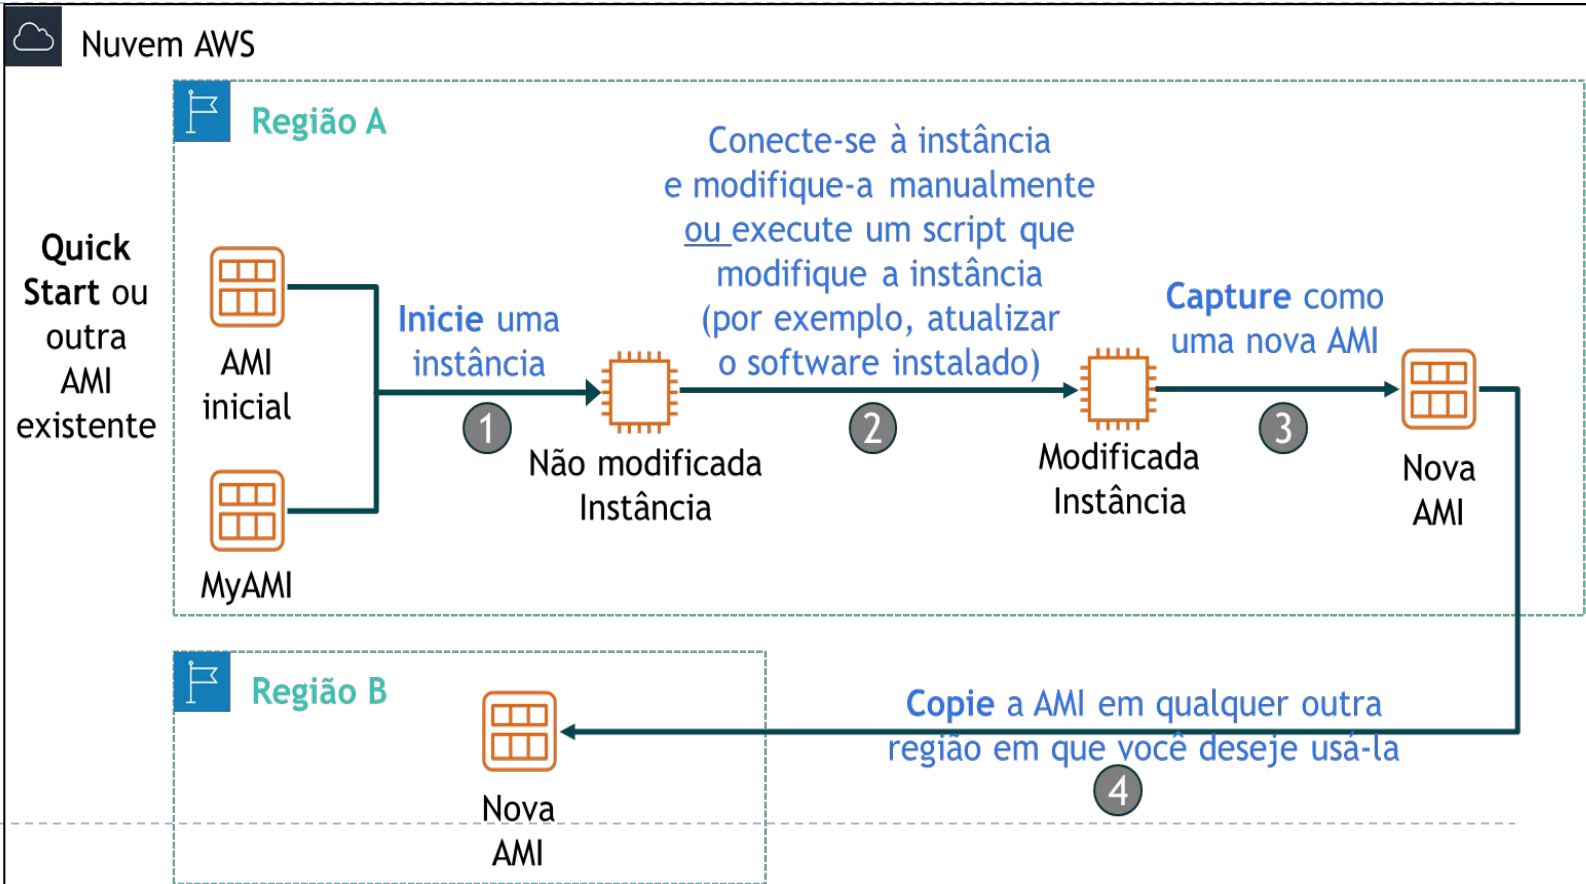 Nuvem AWS
Região A
Quick
Start ou
outra
AMI
existente
AMI
inicial
MyAMI
Inicie uma
instância
1
Não modificada
Instância
Conecte-se à instância
e modifique-a manualmente
ou execute um script que
modifique a instância
(por exemplo, atualizar
o software instalado)
2
Modificada
Instância
Capture como
uma nova AMI
3
Nova
AMI
Região B
Nova
AMI
Copie a AMI em qualquer outra
região em que você deseje usá-la
4